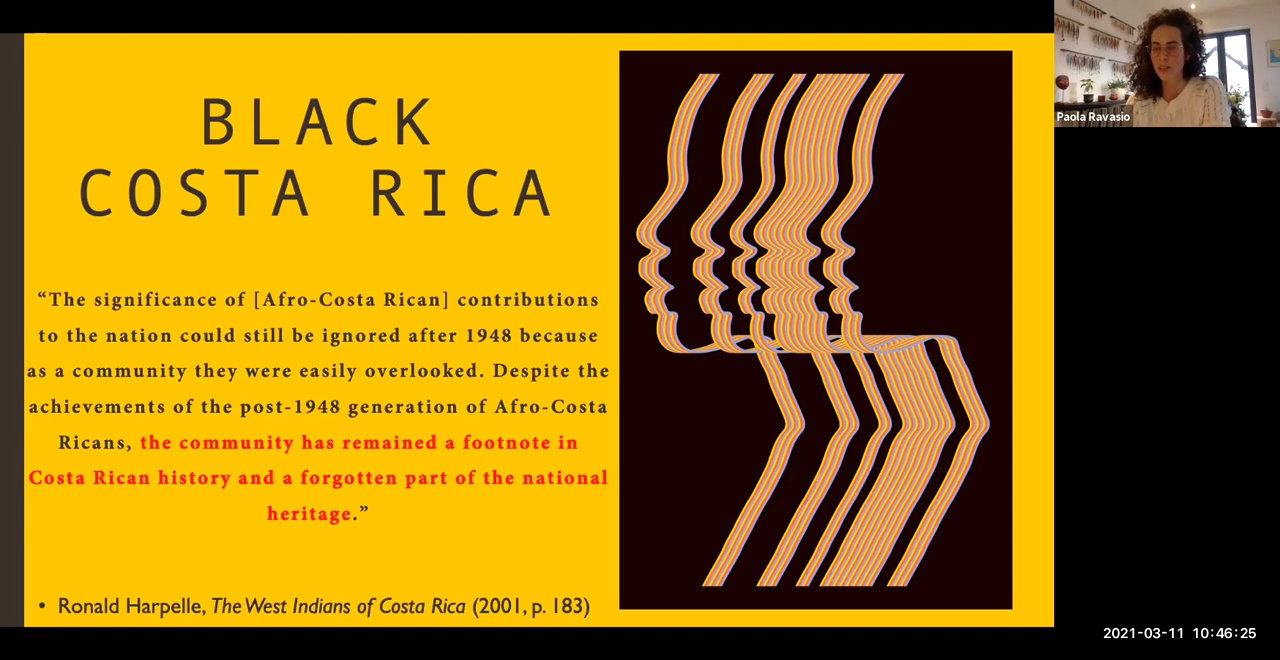 BLACK
COSTA RICA
“The significance of [Afro-Costa Rican] contributions
to the nation could still be ignored after 1948 because
as a community they were easily overlooked. Despite the
achievements of the post-1948 generation of Afro-Costa
Ricans, the community has remained a footnote in
Costa Rican history and a forgotten part of the national
heritage.”
• Ronald Harpelle, The West Indians of Costa Rica (2001, p. 183)
Paola Ravasio
2021-03-11 10:46:25